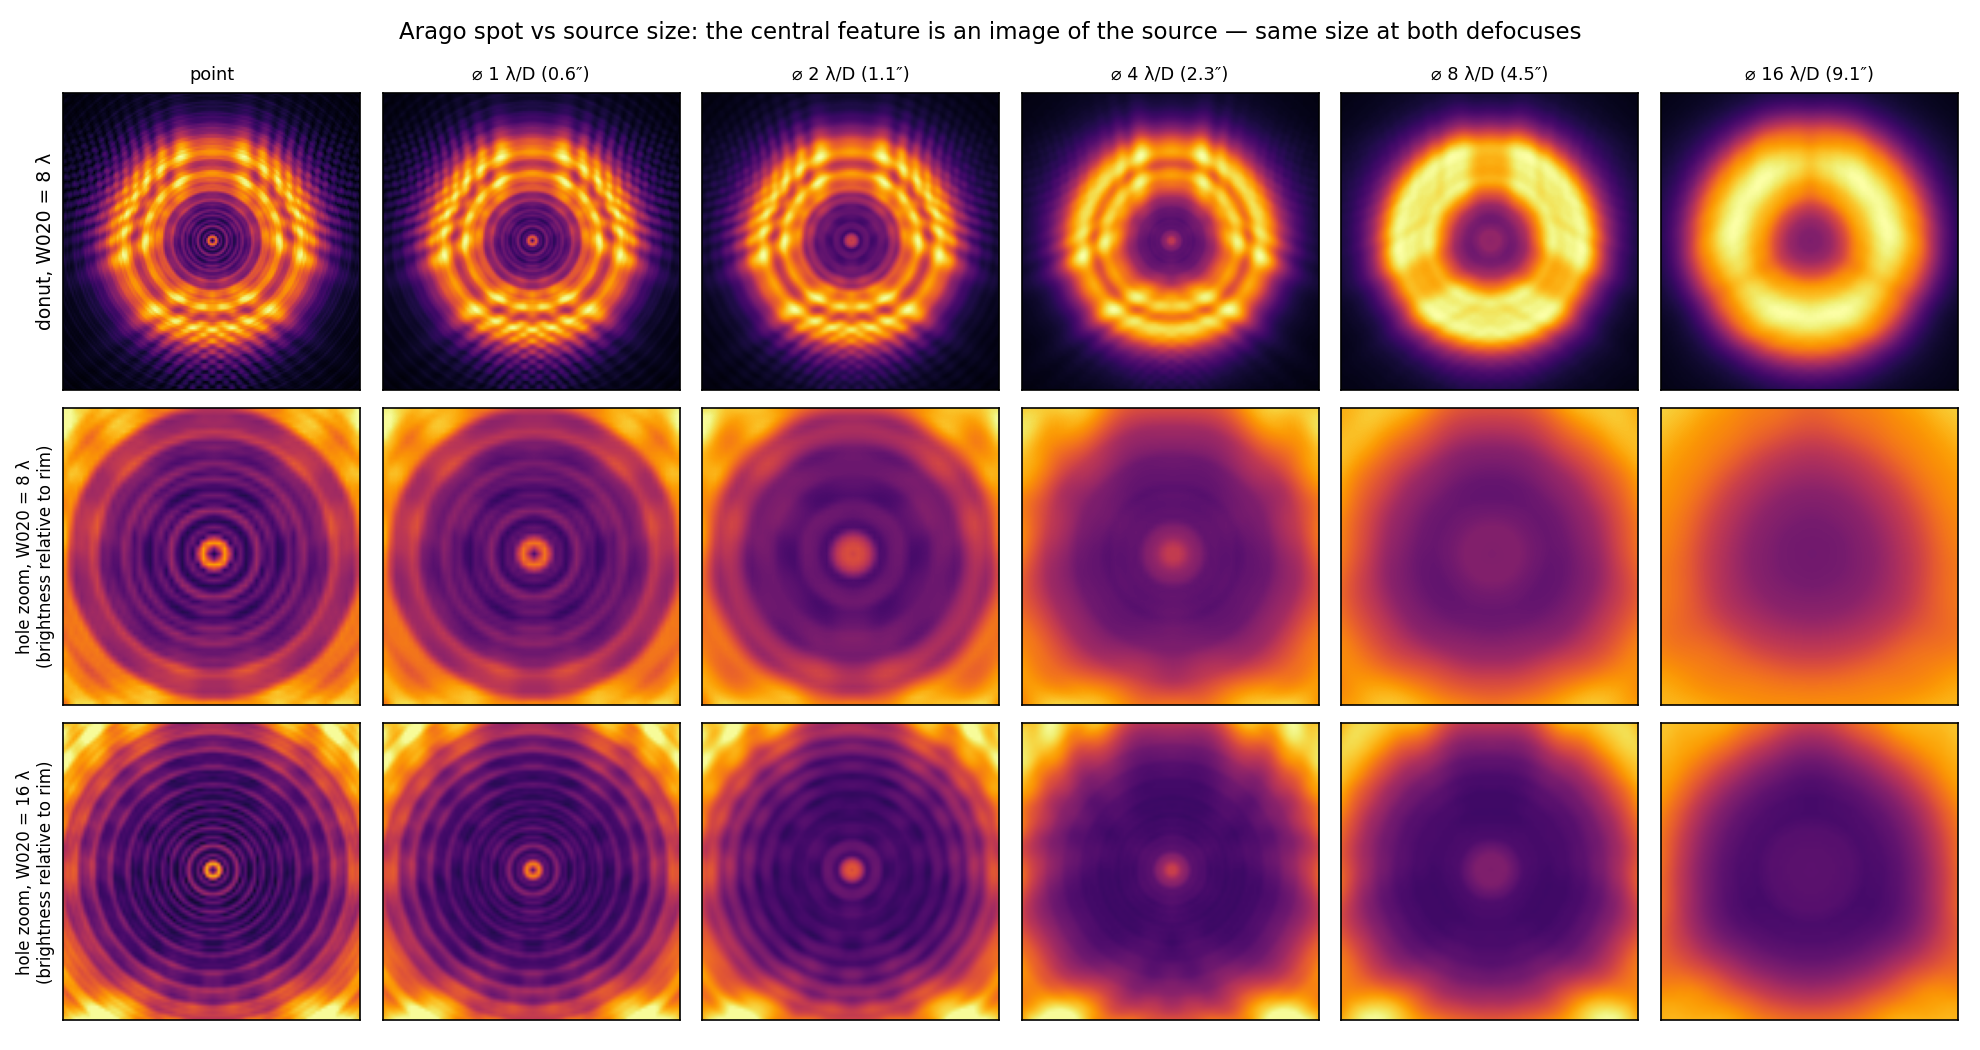 Arago spot vs source size: the central feature is an image of the source — same size at both defocuses
point
⌀ 1 λ/D (0.6″)
⌀ 2 λ/D (1.1″)
⌀ 4 λ/D (2.3″)
⌀ 8 λ/D (4.5″)
⌀ 16 λ/D (9.1″)
donut, W020 = 8 λ
hole zoom, W020 = 8 λ
(brightness relative to rim)
hole zoom, W020 = 16 λ
(brightness relative to rim)